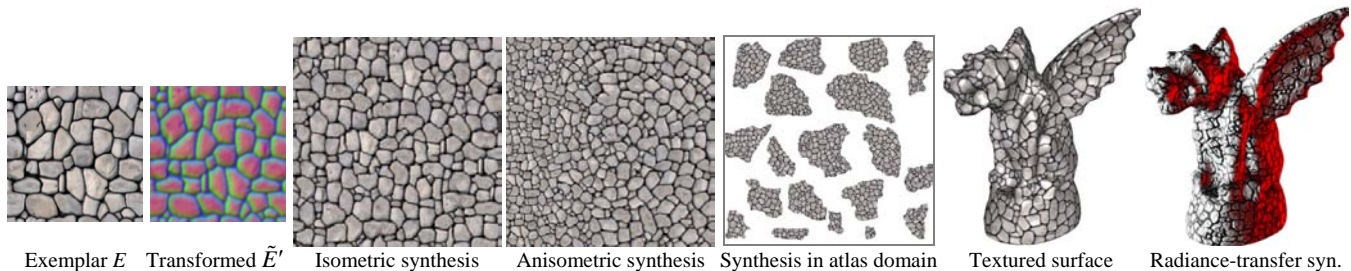 Exemplar E Transformed Ẽ′ Isometric synthesis Anisometric synthesis Synthesis in atlas domain Textured surface Radiance-transfer syn.